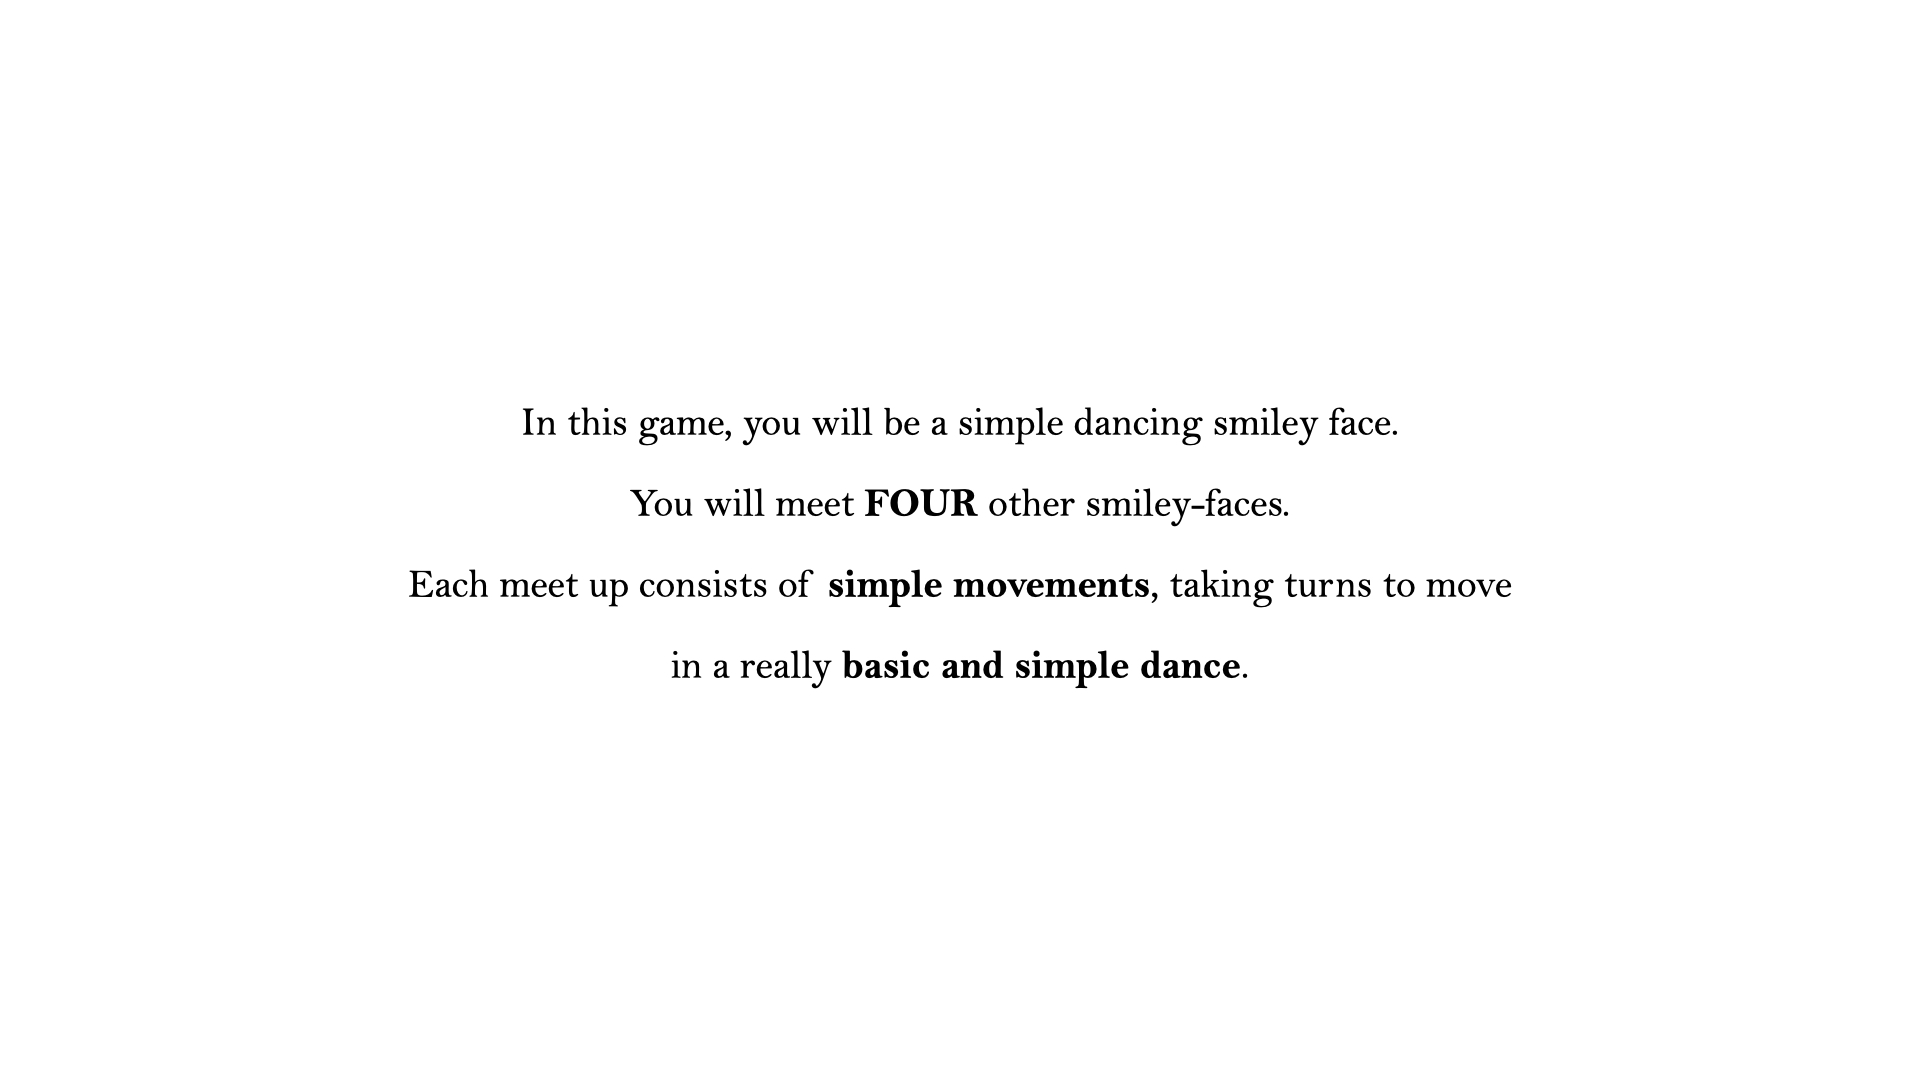 In this game, you will be a simple dancing smiley face.
You will meet FOUR other smiley-faces.
Each meet up consists of simple movements, taking turns to move
in a really basic and simple dance.